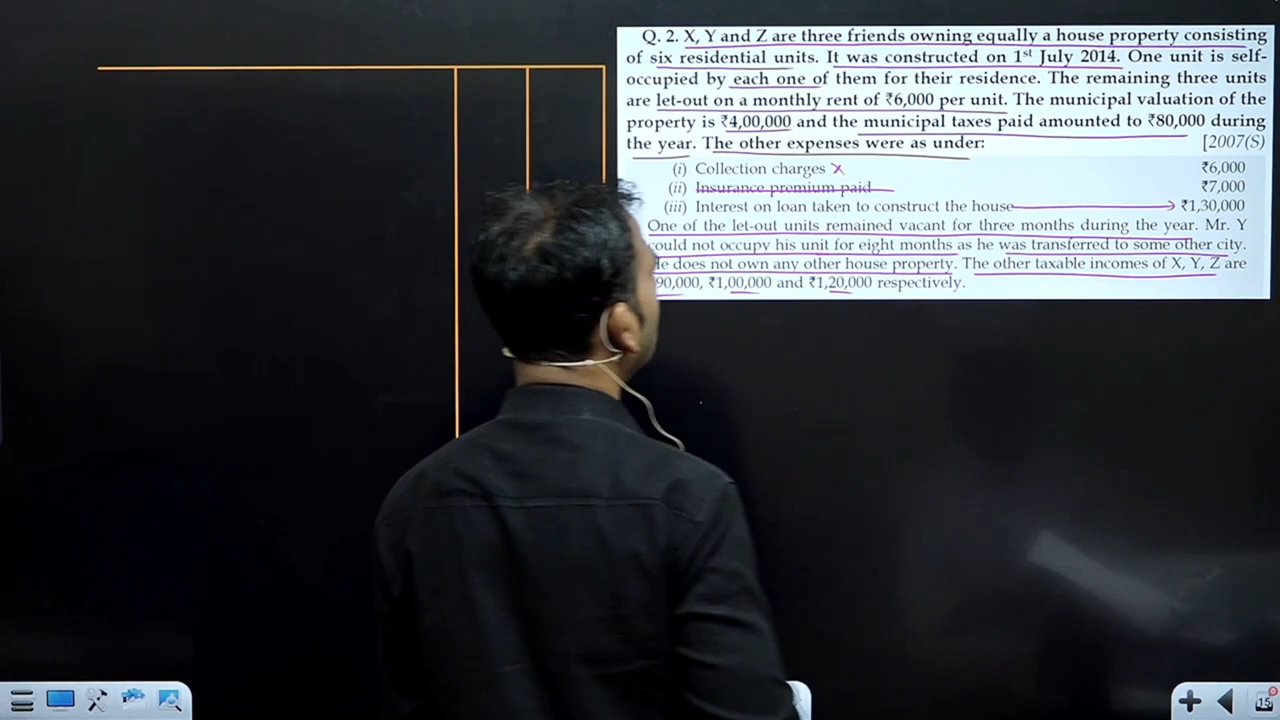 Q. 2. X, Y and Z are three friends owning equally a house property consisting
of six residential units. It was constructed on 1st July 2014. One unit is self-
occupied by each one of them for their residence. The remaining three units
are let-out on a monthly rent of ₹6,000 per unit. The municipal valuation of the
property is ₹4,00,000 and the municipal taxes paid amounted to ₹80,000 during
the year. The other expenses were as under: [2007(S)
(i) Collection charges ₹6,000
(ii) Insurance premium paid ₹7,000
(iii) Interest on loan taken to construct the house ₹1,30,000
One of the let-out units remained vacant for three months during the year. Mr. Y
could not occupy his unit for eight months as he was transferred to some other city.
does not own any other house property. The other taxable incomes of X, Y, Z are
90,000, ₹1,00,000 and ₹1,20,000 respectively.
15